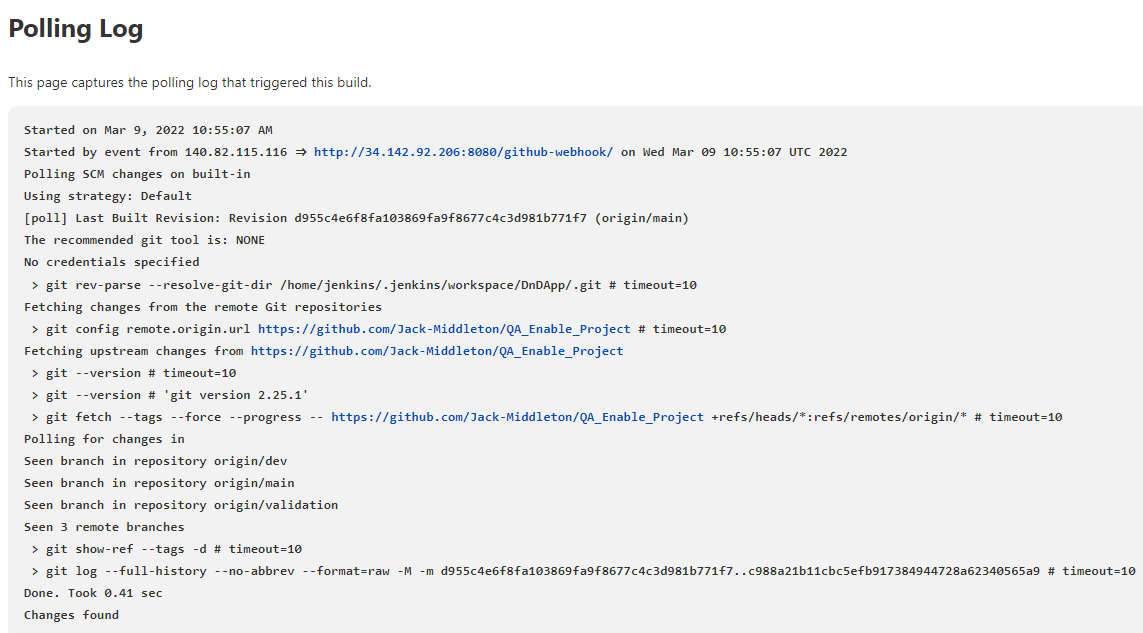 Polling Log
This page captures the polling log that triggered this build.
Started on Mar 9, 2022 10:55:07 AM
Started by event from 140.82.115.116 ⇒ http://34.142.92.206:8080/github-webhook/ on Wed Mar 09 10:55:07 UTC 2022
Polling SCM changes on built-in
Using strategy: Default
[poll] Last Built Revision: Revision d955c4e6f8fa103869fa9f8677c4c3d981b771f7 (origin/main)
The recommended git tool is: NONE
No credentials specified
> git rev-parse --resolve-git-dir /home/jenkins/.jenkins/workspace/DnDApp/.git # timeout=10
Fetching changes from the remote Git repositories
> git config remote.origin.url https://github.com/Jack-Middleton/QA_Enable_Project # timeout=10
Fetching upstream changes from https://github.com/Jack-Middleton/QA_Enable_Project
> git --version # timeout=10
> git --version # 'git version 2.25.1'
> git fetch --tags --force --progress -- https://github.com/Jack-Middleton/QA_Enable_Project +refs/heads/*:refs/remotes/origin/* # timeout=10
Polling for changes in
Seen branch in repository origin/dev
Seen branch in repository origin/main
Seen branch in repository origin/validation
Seen 3 remote branches
> git show-ref --tags -d # timeout=10
> git log --full-history --no-abbrev --format=raw -M -m d955c4e6f8fa103869fa9f8677c4c3d981b771f7..c988a21b11cbc5efb917384944728a62340565a9 # timeout=10
Done. Took 0.41 sec
Changes found